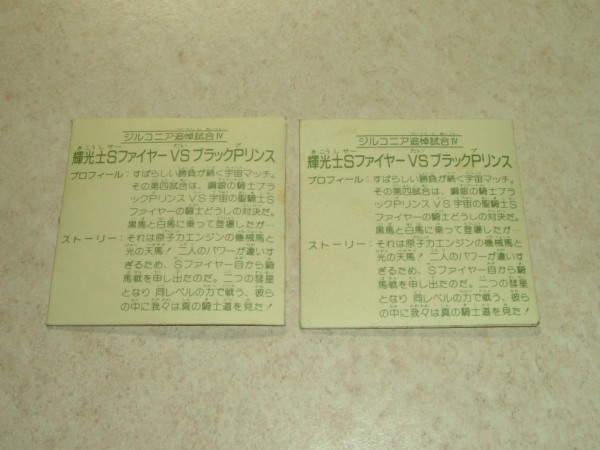 ジルコニア追悼試合Ⅳ
輝光士SファイヤーVSブラックPリンス
プロフィール：すばらしい勝負が続く宇宙マッチ。
その第四試合は、鋼銀の騎士ブラ
ックPリンスVS宇宙の聖騎士S
ファイヤーの騎士どうしの対決だ。
黒馬と白馬に乗って登場したが…
ストーリー：それは原子力エンジンの機械馬と
光の天馬！二人のパワーが違いす
ぎるため、Sファイヤー自から騎
馬戦を申し出たのだ。二つの彗星
となり 同レベルの力で戦う、彼ら
の中に我々は真の騎士道を見た！
ジルコニア追悼試合Ⅳ
輝光士SファイヤーVSブラックPリンス
プロフィール：すばらしい勝負が続く宇宙マッチ。
その第四試合は、鋼銀の騎士ブラ
ックPリンスVS宇宙の聖騎士S
ファイヤーの騎士どうしの対決だ。
黒馬と白馬に乗って登場したが…
ストーリー：それは原子力エンジンの機械馬と
光の天馬！二人のパワーが違いす
ぎるため、Sファイヤー自から騎
馬戦を申し出たのだ。二つの彗星
となり 同レベルの力で戦う、彼ら
の中に我々は真の騎士道を見た！